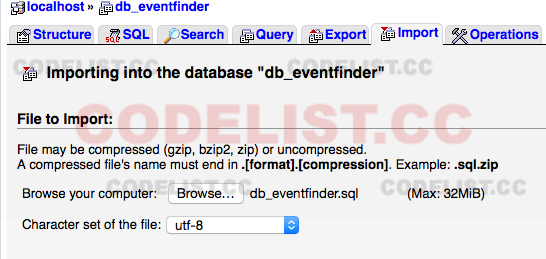 localhost » db_eventfinder
Structure SQL Search Query Export Import Operations
CODELIST.CC CODELIST.CC
Importing into the database "db_eventfinder"
CODELIST.CC
File to Import:
File may be compressed (gzip, bzip2, zip) or uncompressed.
A compressed file's name must end in .[format].[compression]. Example: .sql.zip
CODELIST.CC CODELIST.CC
Browse your computer: Browse... db_eventfinder.sql (Max: 32MiB)
Character set of the file: utf-8